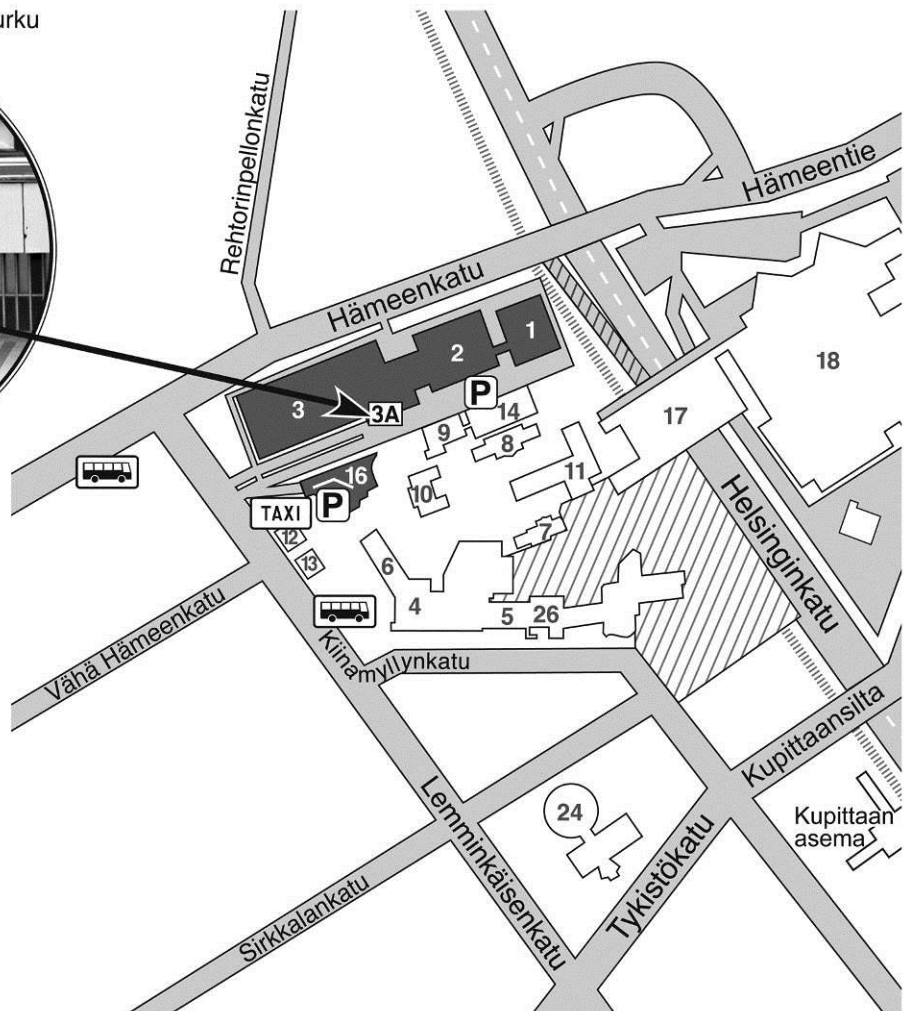 urku
Rehtorinpellonkatu
Hämeentie
Hämeenkatu
1
2
18
3
3A
P
14
17
9
8
16
11
10
P
TAXI
12
7
13
6
Helsinginkatu
4
5
26
Vähä Hämeenkatu
Kiinamyllynkatu
Kupittaansilta
24
Lemminkäisenkatu
Kupittaan
asema
Tykistökatu
Sirkkalankatu